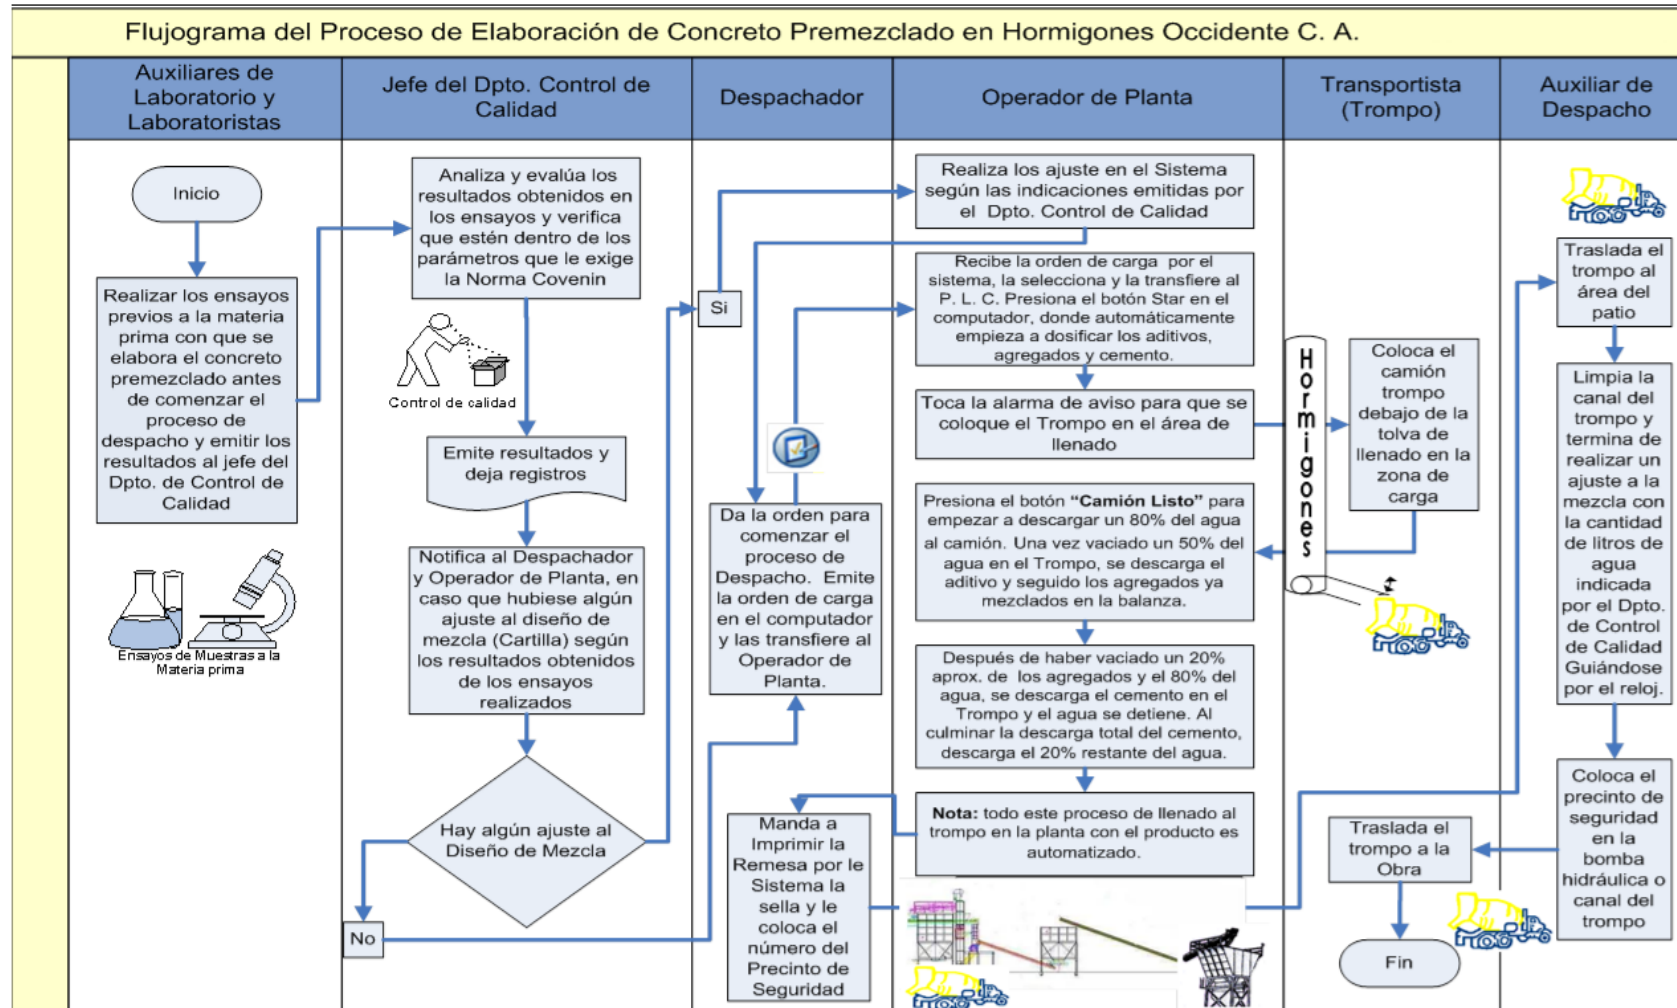 Flujograma del Proceso de Elaboración de Concreto Premezclado en Hormigones Occidente C. A.
Auxiliares de
Laboratorio y
Laboratoristas
Jefe del Dpto. Control de
Calidad
Despachador
Operador de Planta
Transportista
(Trompo)
Auxiliar de
Despacho
Inicio
Realizar los ensayos
previos a la materia
prima con que se
elabora el concreto
premezclado antes
de comenzar el
proceso de
despacho y emitir los
resultados al jefe del
Dpto. de Control de
Calidad
Ensayos de Muestras a la
Materia prima
Analiza y evalúa los
resultados obtenidos en
los ensayos y verifica
que estén dentro de los
parámetros que le exige
la Norma Covenin
Control de calidad
Emite resultados y
deja registros
Notifica al Despachador
y Operador de Planta, en
caso que hubiese algún
ajuste al diseño de
mezcla (Cartilla) según
los resultados obtenidos
de los ensayos
realizados
Hay algún ajuste al
Diseño de Mezcla
No
Si
Da la orden para
comenzar el
proceso de
Despacho. Emite
la orden de carga
en el computador
y las transfiere al
Operador de
Planta.
Manda a
Imprimir la
Remesa por le
Sistema la
sella y le
coloca el
número del
Precinto de
Seguridad
Realiza los ajuste en el Sistema
según las indicaciones emitidas por
el Dpto. Control de Calidad
Recibe la orden de carga por el
sistema, la selecciona y la transfiere al
P. L. C. Presiona el botón Star en el
computador, donde automáticamente
empieza a dosificar los aditivos,
agregados y cemento.
Toca la alarma de aviso para que se
coloque el Trompo en el área de
llenado
Presiona el botón “Camión Listo” para
empezar a descargar un 80% del agua
al camión. Una vez vaciado un 50% del
agua en el Trompo, se descarga el
aditivo y seguido los agregados ya
mezclados en la balanza.
Después de haber vaciado un 20%
aprox. de los agregados y el 80% del
agua, se descarga el cemento en el
Trompo y el agua se detiene. Al
culminar la descarga total del cemento,
descarga el 20% restante del agua.
Nota: todo este proceso de llenado al
trompo en la planta con el producto es
automatizado.
Hormigones
Coloca el
camión
trompo
debajo de la
tolva de
llenado en la
zona de
carga
Traslada el
trompo a la
Obra
Fin
Traslada el
trompo al
área del
patio
Limpia la
canal del
trompo y
termina de
realizar un
ajuste a la
mezcla con
la cantidad
de litros de
agua
indicada
por el Dpto.
de Control
de Calidad
Guiándose
por el reloj.
Coloca el
precinto de
seguridad
en la
bomba
hidráulica o
canal del
trompo